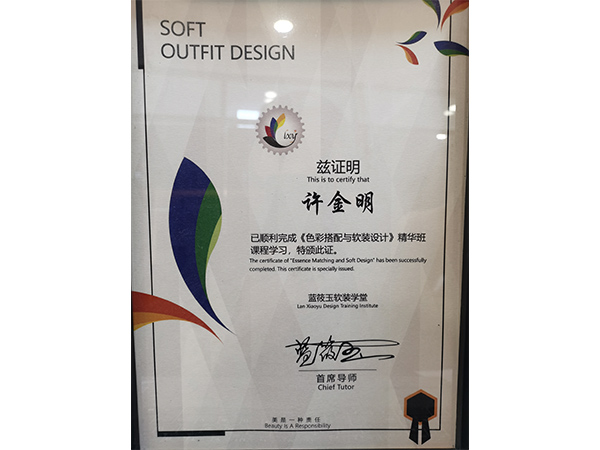 SOFT
OUTFIT DESIGN
lxy
兹证明
This is to certify that
许金明
已顺利完成《色彩搭配与软装设计》精华班
课程学习，特颁此证。
The certificate of "Essence Matching and Soft Design" has been successfully
completed. This certificate is specially issued.
蓝筱玉软装学堂
Lan Xiaoyu Design Training Institute
蓝筱玉
首席导师
Chief Tutor
美是一种责任
Beauty Is A Responsibility